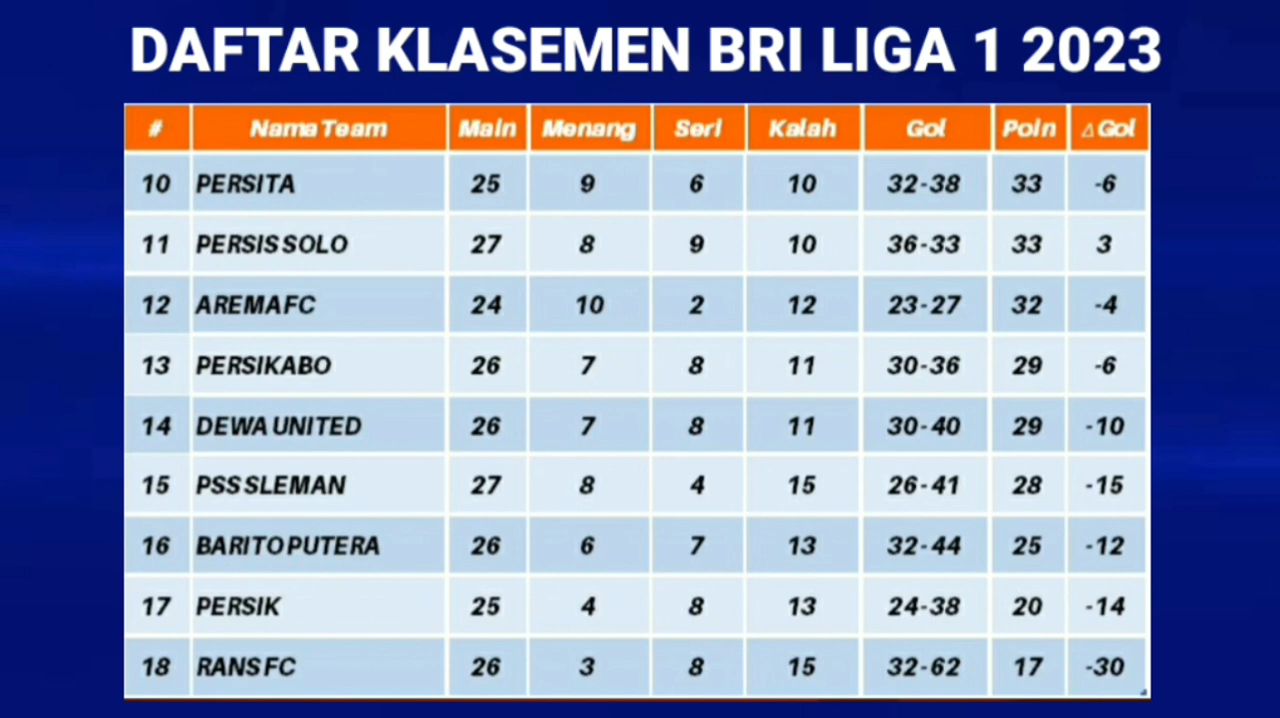 DAFTAR KLASEMEN BRI LIGA 1 2023
# Nama Team Main Menang Seri Kalah Gol Poin △ Gol
10 PERSITA 25 9 6 10 32-38 33 -6
11 PERSIS SOLO 27 8 9 10 36-33 33 3
12 AREMA FC 24 10 2 12 23-27 32 -4
13 PERSIKABO 26 7 8 11 30-36 29 -6
14 DEWA UNITED 26 7 8 11 30-40 29 -10
15 PSS SLEMAN 27 8 4 15 26-41 28 -15
16 BARITO PUTERA 26 6 7 13 32-44 25 -12
17 PERSIK 25 4 8 13 24-38 20 -14
18 RANS FC 26 3 8 15 32-62 17 -30